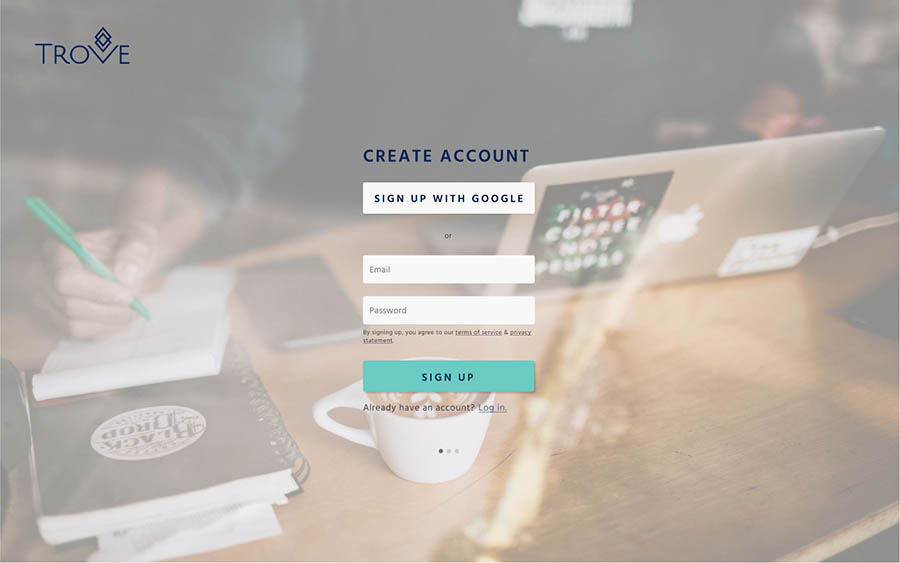 TROVE
CREATE ACCOUNT
SIGN UP WITH GOOGLE
or
Email
Password
By signing up, you agree to our terms of service & privacy
statement.
SIGN UP
Already have an account? Log in.
FILTER
COFFEE
NOT
PEOPLE
BLACK
DROP